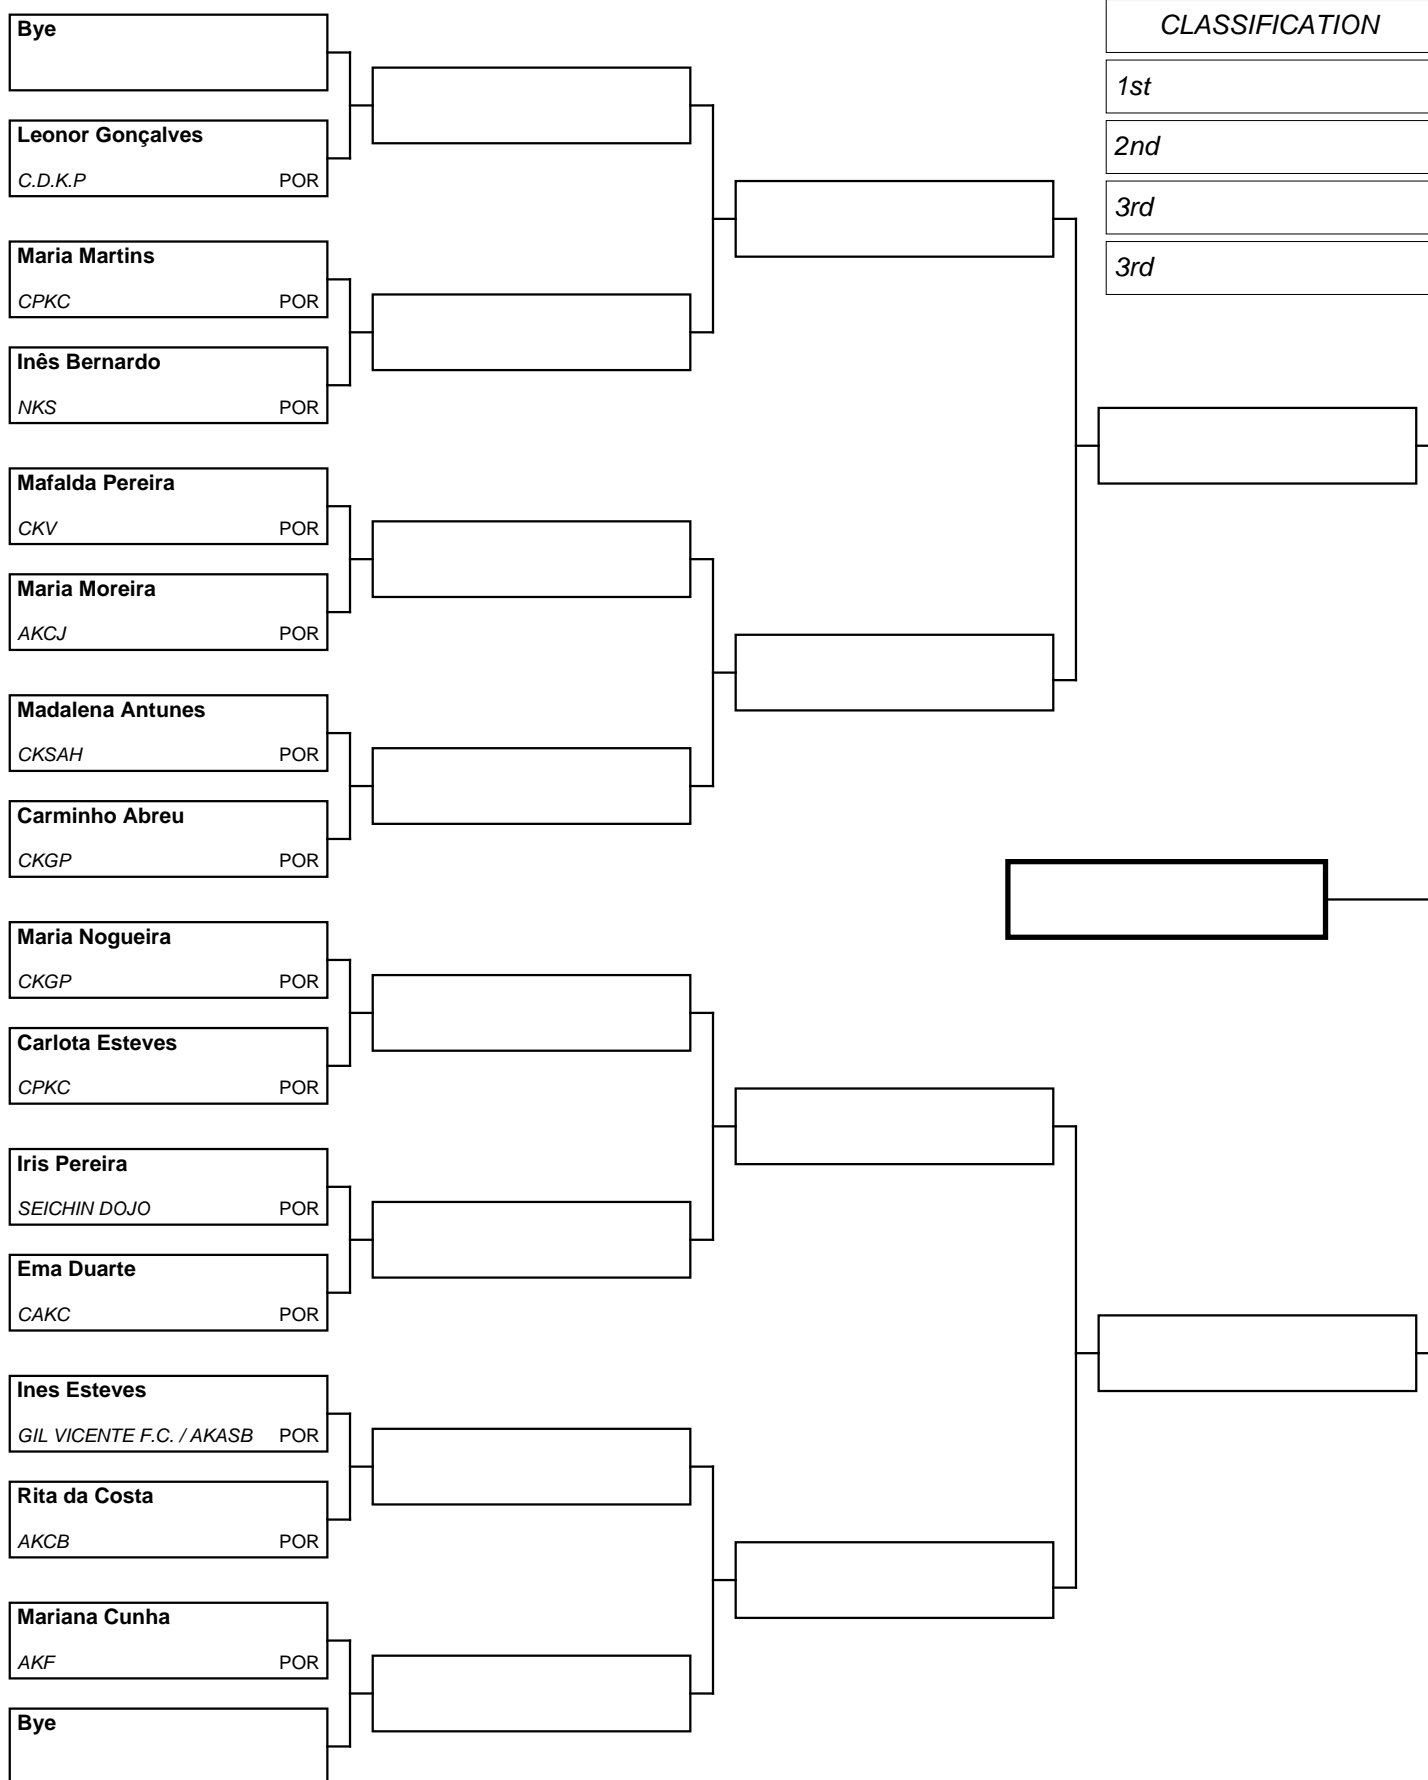 Bye
CLASSIFICATION
1st
Leonor Gonçalves
C.D.K.P POR
2nd
3rd
Maria Martins
CPKC POR
3rd
Inês Bernardo
NKS POR
Mafalda Pereira
CKV POR
Maria Moreira
AKCJ POR
Madalena Antunes
CKSAH POR
Carminho Abreu
CKGP POR
Maria Nogueira
CKGP POR
Carlota Esteves
CPKC POR
Iris Pereira
SEICHIN DOJO POR
Ema Duarte
CAKC POR
Ines Esteves
GIL VICENTE F.C. / AKASB POR
Rita da Costa
AKCB POR
Mariana Cunha
AKF POR
Bye